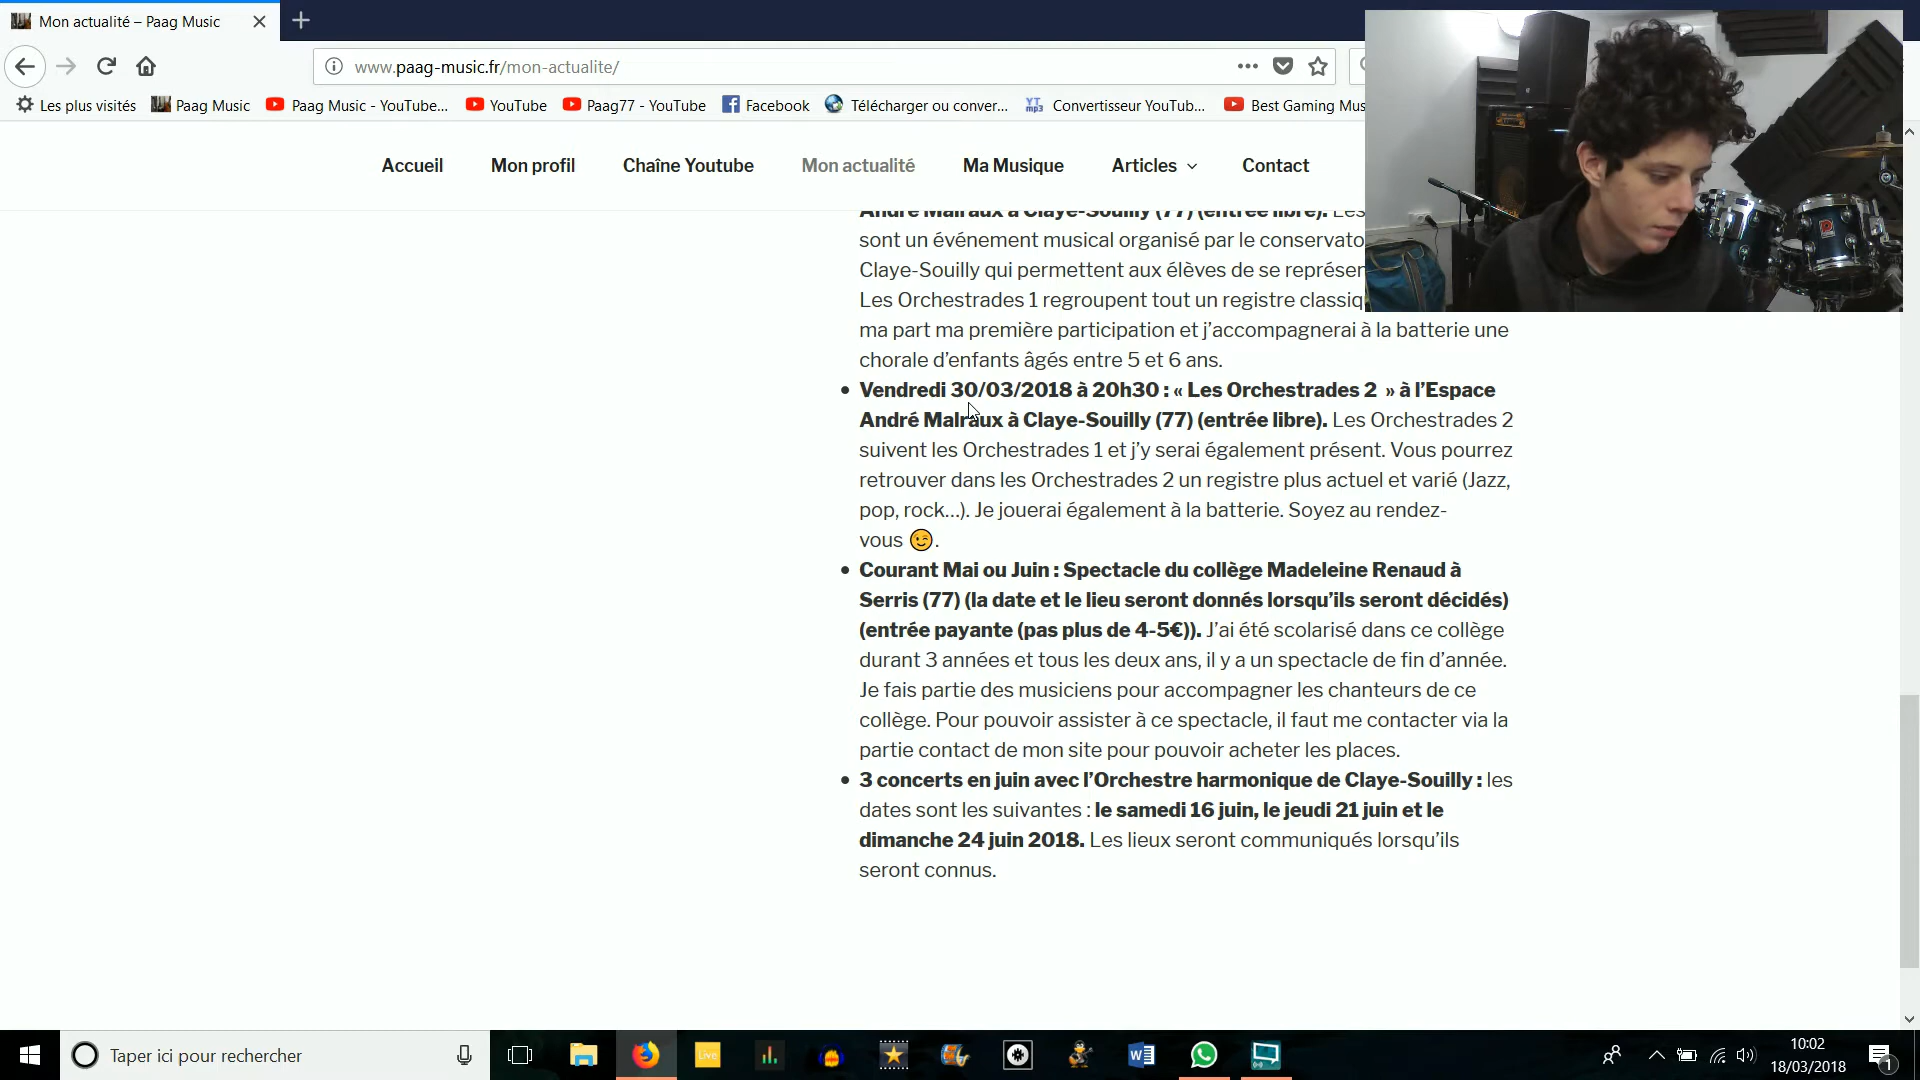 Mon actualité – Paag Music
www.paag-music.fr/mon-actualite/
Les plus visités Paag Music Paag Music - YouTube... YouTube Paag77 - YouTube Facebook Télécharger ou conver... Convertisseur YouTub... Best Gaming Mus
Accueil Mon profil Chaîne Youtube Mon actualité Ma Musique Articles Contact
André Malraux à Claye-Souilly (77) (entrée libre). Les
sont un événement musical organisé par le conservato
Claye-Souilly qui permettent aux élèves de se représen
Les Orchestrades 1 regroupent tout un registre classiq
ma part ma première participation et j’accompagnerai à la batterie une
chorale d’enfants âgés entre 5 et 6 ans.
Vendredi 30/03/2018 à 20h30 : « Les Orchestrades 2 » à l’Espace
André Malraux à Claye-Souilly (77) (entrée libre). Les Orchestrades 2
suivent les Orchestrades 1 et j’y serai également présent. Vous pourrez
retrouver dans les Orchestrades 2 un registre plus actuel et varié (Jazz,
pop, rock…). Je jouerai également à la batterie. Soyez au rendez-
vous 😉.
Courant Mai ou Juin : Spectacle du collège Madeleine Renaud à
Serris (77) (la date et le lieu seront donnés lorsqu’ils seront décidés)
(entrée payante (pas plus de 4-5€)). J’ai été scolarisé dans ce collège
durant 3 années et tous les deux ans, il y a un spectacle de fin d’année.
Je fais partie des musiciens pour accompagner les chanteurs de ce
collège. Pour pouvoir assister à ce spectacle, il faut me contacter via la
partie contact de mon site pour pouvoir acheter les places.
3 concerts en juin avec l’Orchestre harmonique de Claye-Souilly : les
dates sont les suivantes : le samedi 16 juin, le jeudi 21 juin et le
dimanche 24 juin 2018. Les lieux seront communiqués lorsqu’ils
seront connus.
Taper ici pour rechercher
Live
10:02
18/03/2018
1